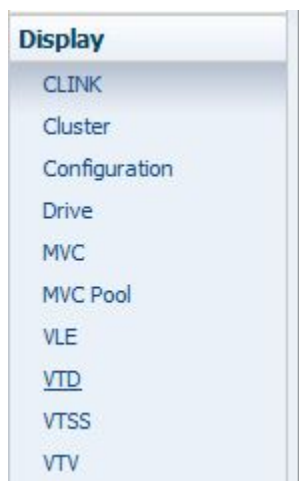 Display
CLINK
Cluster
Configuration
Drive
MVC
MVC Pool
VLE
VTD
VTSS
VTV